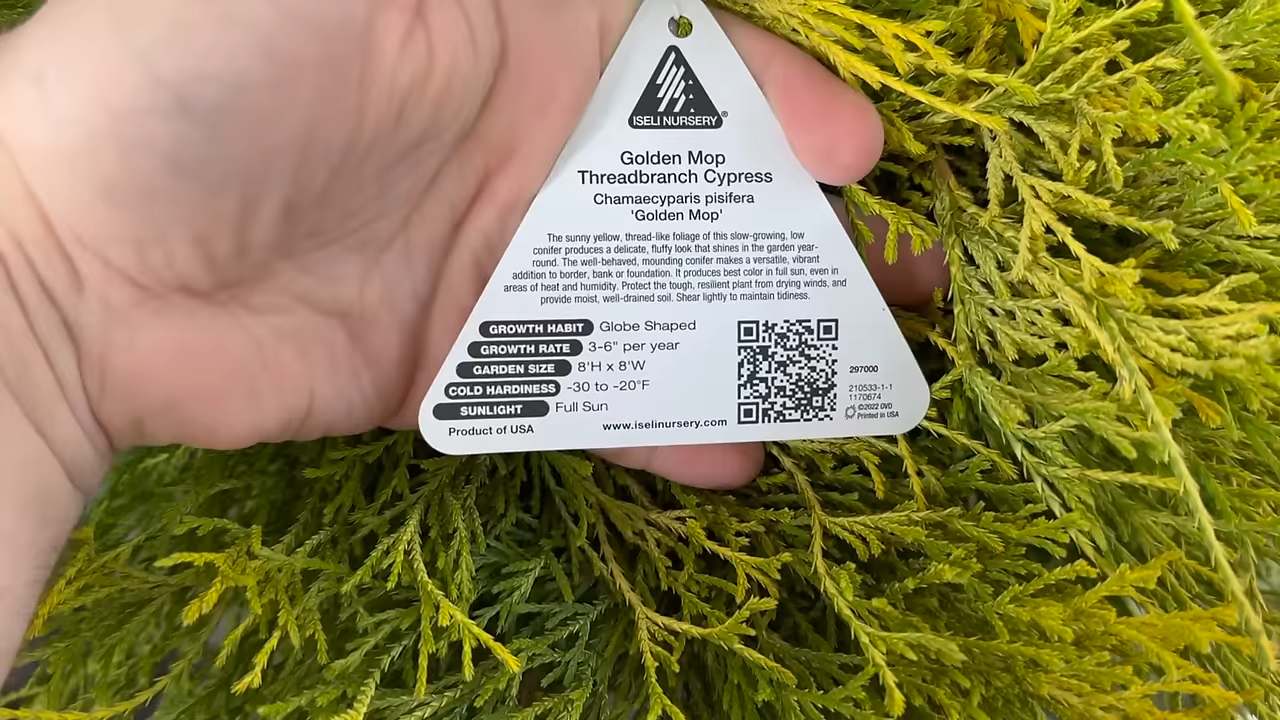 ISELI NURSERY®
Golden Mop
Threadbranch Cypress
Chamaecyparis pisifera
'Golden Mop'
The sunny yellow, thread-like foliage of this slow-growing, low
conifer produces a delicate, fluffy look that shines in the garden year-
round. The well-behaved, mounding conifer makes a versatile, vibrant
addition to border, bank or foundation. It produces best color in full sun, even in
areas of heat and humidity. Protect the tough, resilient plant from drying winds, and
provide moist, well-drained soil. Shear lightly to maintain tidiness.
GROWTH HABIT Globe Shaped
GROWTH RATE 3-6" per year
GARDEN SIZE 8'H x 8'W
COLD HARDINESS -30 to -20°F
SUNLIGHT Full Sun
Product of USA
www.iselinursery.com
297000
210533-1-1
1170674
©2022 OVD
Printed in USA